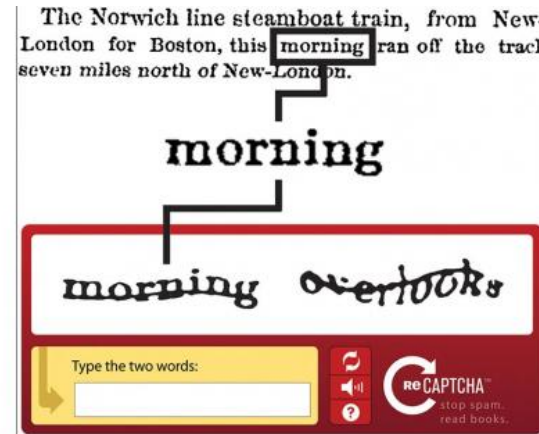 The Norwich line steamboat train, from New-
London for Boston, this morning ran off the track
seven miles north of New-London.
morning
morning overlooks
Type the two words:
reCAPTCHA™
stop spam.
read books.